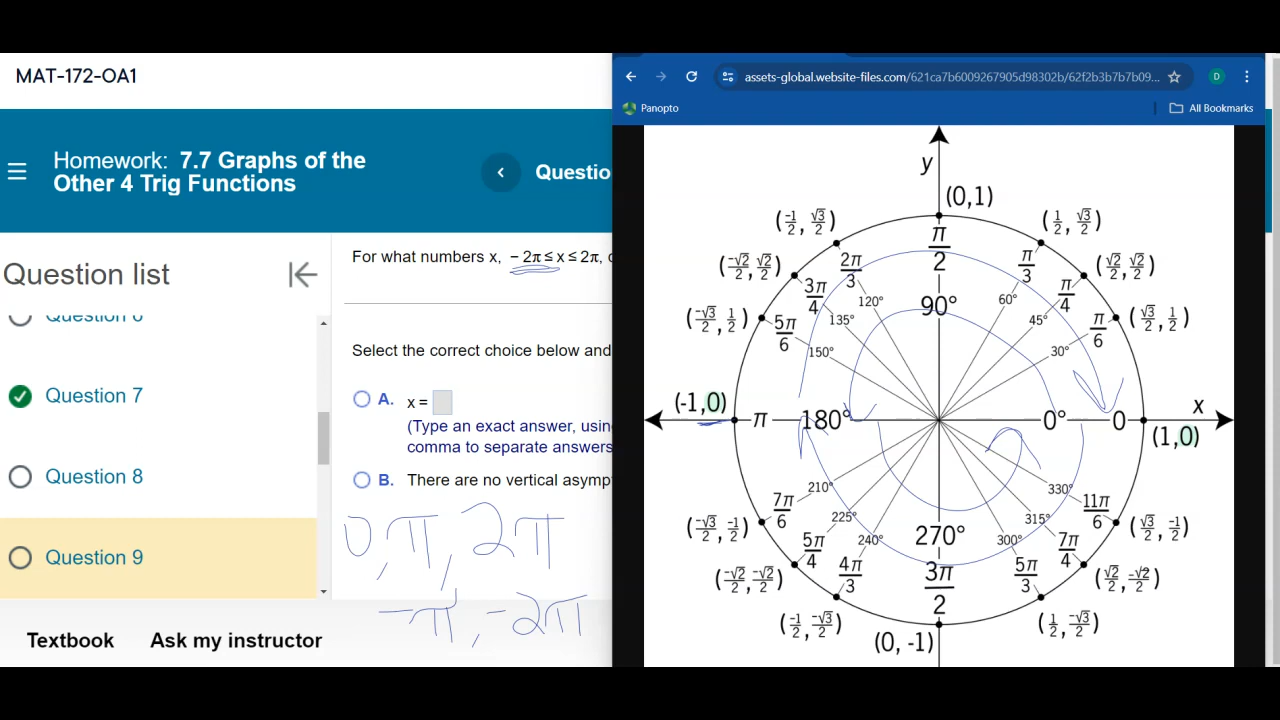 MAT-172-OA1
Homework: 7.7 Graphs of the
Other 4 Trig Functions
Questio
Question list
Question 6
Question 7
Question 8
Question 9
For what numbers x, −2π ≤ x ≤ 2π,
Select the correct choice below and
A. x =
(Type an exact answer, usin
comma to separate answers
B. There are no vertical asymp
0, π, 2π
−π, −2π
Textbook Ask my instructor
assets-global.website-files.com/621ca7b6009267905d98302b/62f2b3b7b7b09...
D
Panopto
All Bookmarks
y
(0,1)
(-1/2, √3/2) (1/2, √3/2)
π/2
(-√2/2, √2/2) 2π/3 π/3 (√2/2, √2/2)
3π/4 120° 90° 60° π/4
(-√3/2, 1/2) 5π/6 135° 45° π/6 (√3/2, 1/2)
150° 30°
(-1,0) π 180° 0° 0 x
(1,0)
210° 330°
(-√3/2, -1/2) 7π/6 225° 315° 11π/6 (√3/2, -1/2)
5π/4 240° 270° 300° 7π/4
(-√2/2, -√2/2) 4π/3 3π/2 5π/3 (√2/2, -√2/2)
(-1/2, -√3/2) (1/2, -√3/2)
(0, -1)